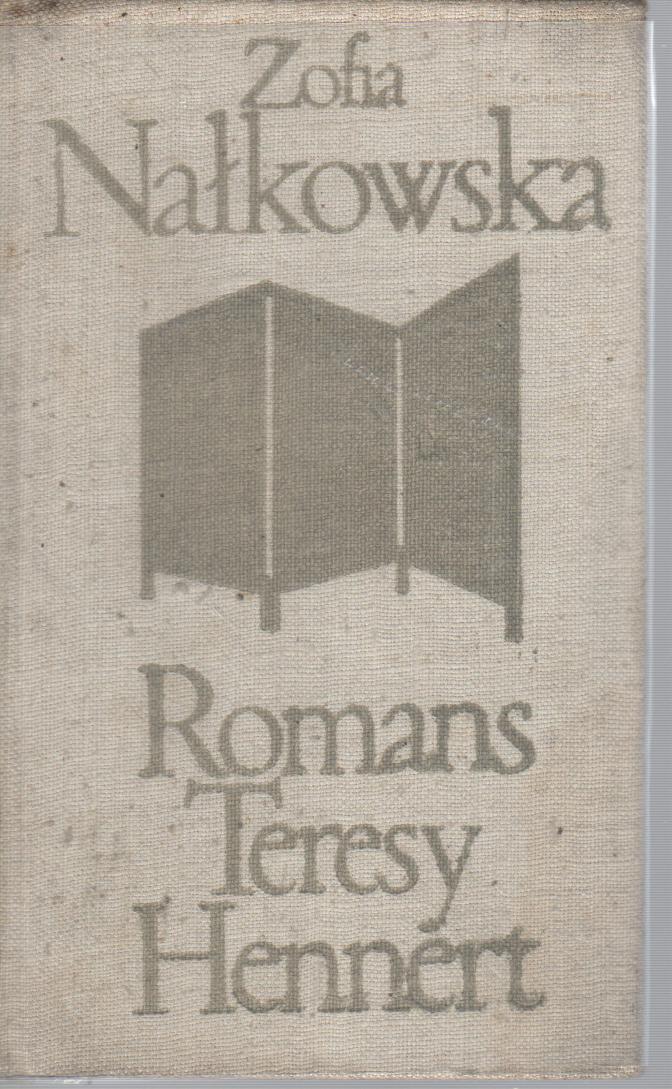 Zofia
Nałkowska
Romans
Teresy
Hennert